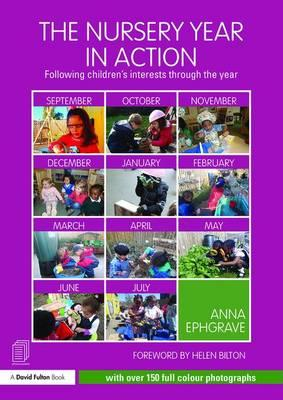 THE NURSERY YEAR
IN ACTION
Following children's interests through the year
SEPTEMBER OCTOBER NOVEMBER
DECEMBER JANUARY FEBRUARY
MARCH APRIL MAY
JUNE JULY
ANNA
EPHGRAVE
FOREWORD BY HELEN BILTON
A David Fulton Book
with over 150 full colour photographs